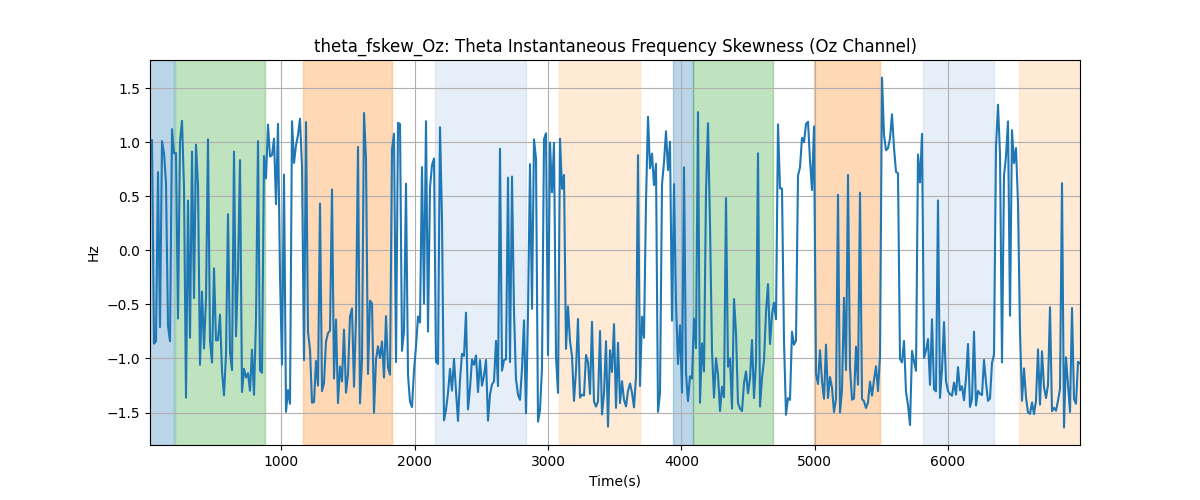 theta_fskew_Oz: Theta Instantaneous Frequency Skewness (Oz Channel)
1.5
1.0
0.5
0.0
−0.5
−1.0
−1.5
Hz
1000 2000 3000 4000 5000 6000
Time(s)